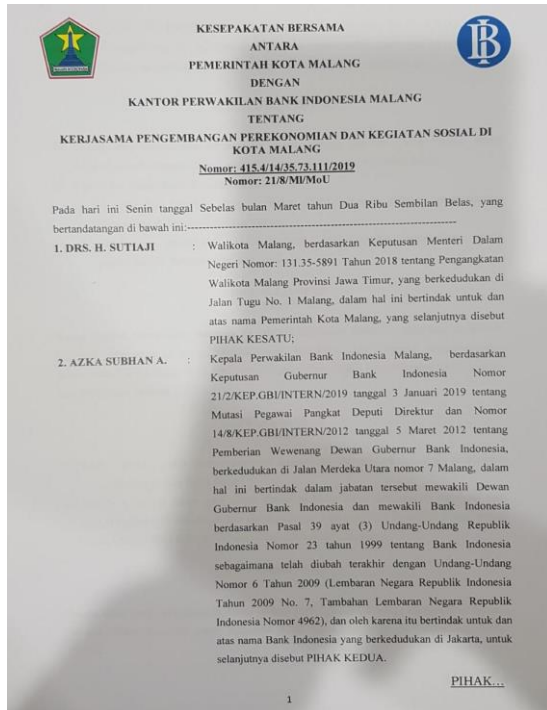 KESEPAKATAN BERSAMA
ANTARA
PEMERINTAH KOTA MALANG
DENGAN
KANTOR PERWAKILAN BANK INDONESIA MALANG
TENTANG
KERJASAMA PENGEMBANGAN PEREKONOMIAN DAN KEGIATAN SOSIAL DI
KOTA MALANG
Nomor: 415.4/14/35.73.111/2019
Nomor: 21/8/Ml/MoU
Pada hari ini Senin tanggal Sebelas bulan Maret tahun Dua Ribu Sembilan Belas, yang
bertandatangan di bawah ini:------------------------------------------------------------------------
1. DRS. H. SUTIAJI : Walikota Malang, berdasarkan Keputusan Menteri Dalam
Negeri Nomor: 131.35-5891 Tahun 2018 tentang Pengangkatan
Walikota Malang Provinsi Jawa Timur, yang berkedudukan di
Jalan Tugu No. 1 Malang, dalam hal ini bertindak untuk dan
atas nama Pemerintah Kota Malang, yang selanjutnya disebut
PIHAK KESATU;
2. AZKA SUBHAN A. : Kepala Perwakilan Bank Indonesia Malang, berdasarkan
Keputusan Gubernur Bank Indonesia Nomor
21/2/KEP.GBI/INTERN/2019 tanggal 3 Januari 2019 tentang
Mutasi Pegawai Pangkat Deputi Direktur dan Nomor
14/8/KEP.GBI/INTERN/2012 tanggal 5 Maret 2012 tentang
Pemberian Wewenang Dewan Gubernur Bank Indonesia,
berkedudukan di Jalan Merdeka Utara nomor 7 Malang, dalam
hal ini bertindak dalam jabatan tersebut mewakili Dewan
Gubernur Bank Indonesia dan mewakili Bank Indonesia
berdasarkan Pasal 39 ayat (3) Undang-Undang Republik
Indonesia Nomor 23 tahun 1999 tentang Bank Indonesia
sebagaimana telah diubah terakhir dengan Undang-Undang
Nomor 6 Tahun 2009 (Lembaran Negara Republik Indonesia
Tahun 2009 No. 7, Tambahan Lembaran Negara Republik
Indonesia Nomor 4962), dan oleh karena itu bertindak untuk dan
atas nama Bank Indonesia yang berkedudukan di Jakarta, untuk
selanjutnya disebut PIHAK KEDUA.
PIHAK...
1